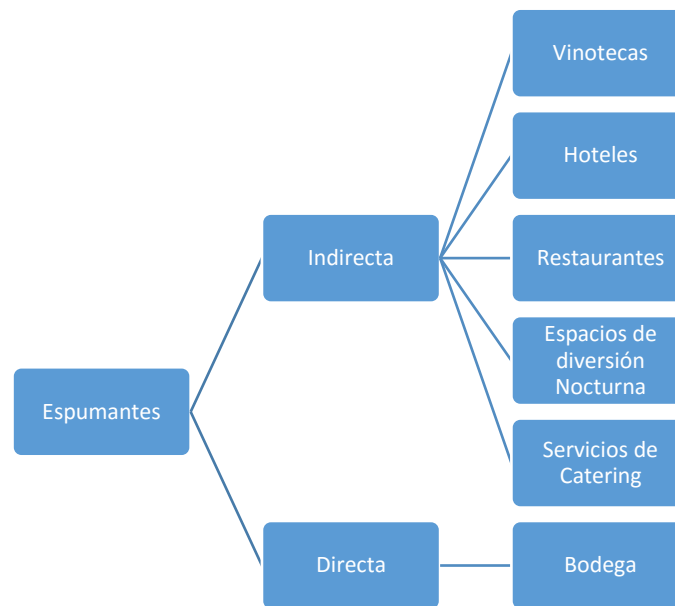 Vinotecas
Hoteles
Indirecta
Restaurantes
Espacios de
diversión
Nocturna
Espumantes
Servicios de
Catering
Directa
Bodega